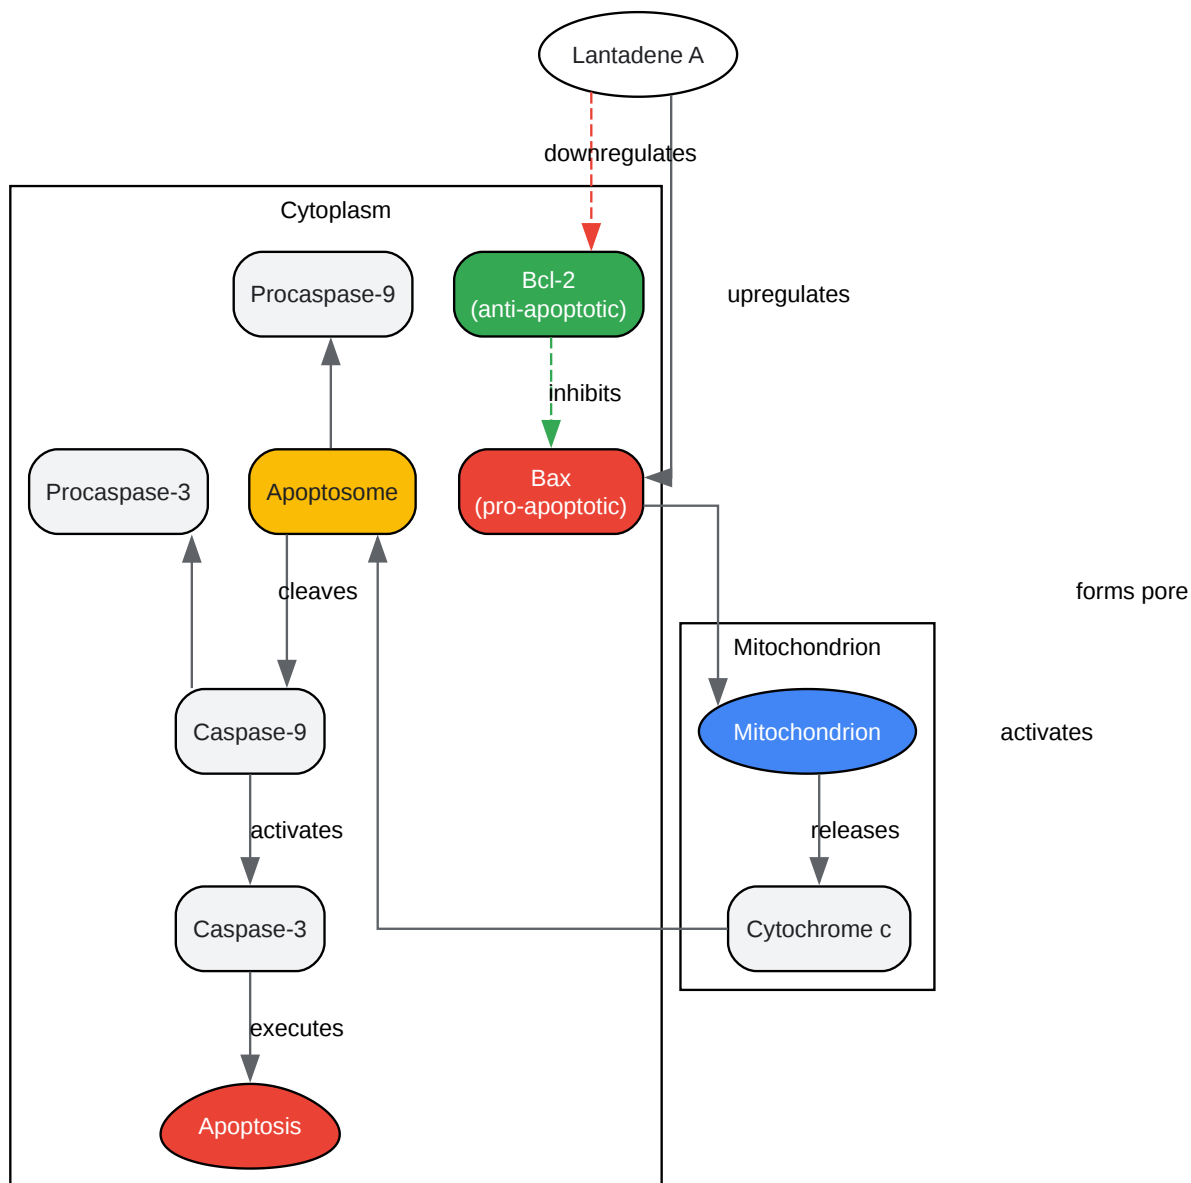 Lantadene A
downregulates
Cytoplasm
Procaspase-9
Bcl-2
(anti-apoptotic)
upregulates
inhibits
Procaspase-3
Apoptosome
Bax
(pro-apoptotic)
cleaves
forms pore
Mitochondrion
Caspase-9
Mitochondrion
activates
activates
releases
Caspase-3
Cytochrome c
executes
Apoptosis